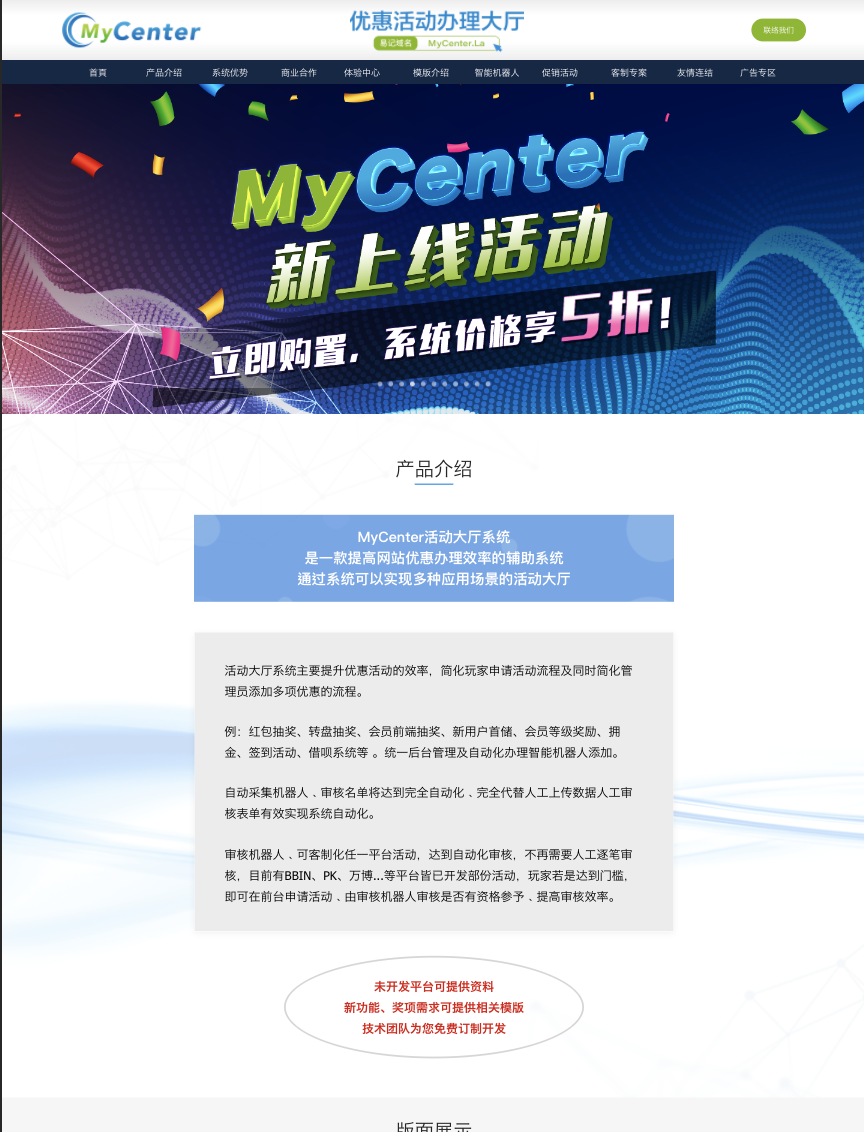 MyCenter
优惠活动办理大厅
易记域名 MyCenter.La
联络我们
首頁 产品介绍 系统优势 商业合作 体验中心 模版介绍 智能机器人 促销活动 客制专案 友情连结 广告专区
MyCenter
新上线活动
立即购置，系统价格享5折！
产品介绍
MyCenter活动大厅系统
是一款提高网站优惠办理效率的辅助系统
通过系统可以实现多种应用场景的活动大厅
活动大厅系统主要提升优惠活动的效率，简化玩家申请活动流程及同时简化管
理员添加多项优惠的流程。
例：红包抽奖、转盘抽奖、会员前端抽奖、新用户首储、会员等级奖励、拥
金、签到活动、借呗系统等 。统一后台管理及自动化办理智能机器人添加。
自动采集机器人﹑审核名单将达到完全自动化﹑完全代替人工上传数据人工审
核表单有效实现系统自动化。
审核机器人﹑可客制化任一平台活动，达到自动化审核，不再需要人工逐笔审
核，目前有BBIN、PK、万博...等平台皆已开发部份活动，玩家若是达到门槛，
即可在前台申请活动﹑由审核机器人审核是否有资格参予﹑提高审核效率。
未开发平台可提供资料
新功能、奖项需求可提供相关模版
技术团队为您免费订制开发
版面展示